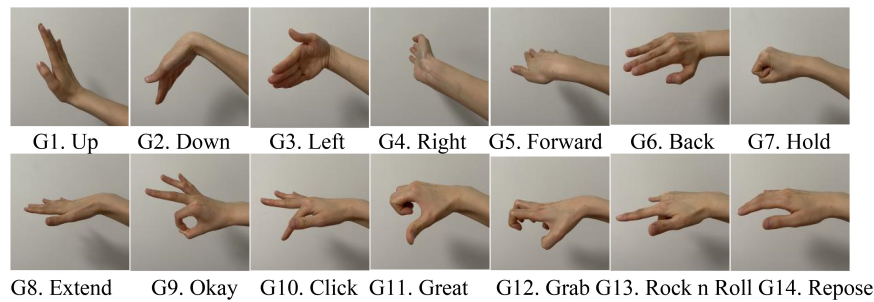 G1. Up G2. Down G3. Left G4. Right G5. Forward G6. Back G7. Hold
G8. Extend G9. Okay G10. Click G11. Great G12. Grab G13. Rock n Roll G14. Repose